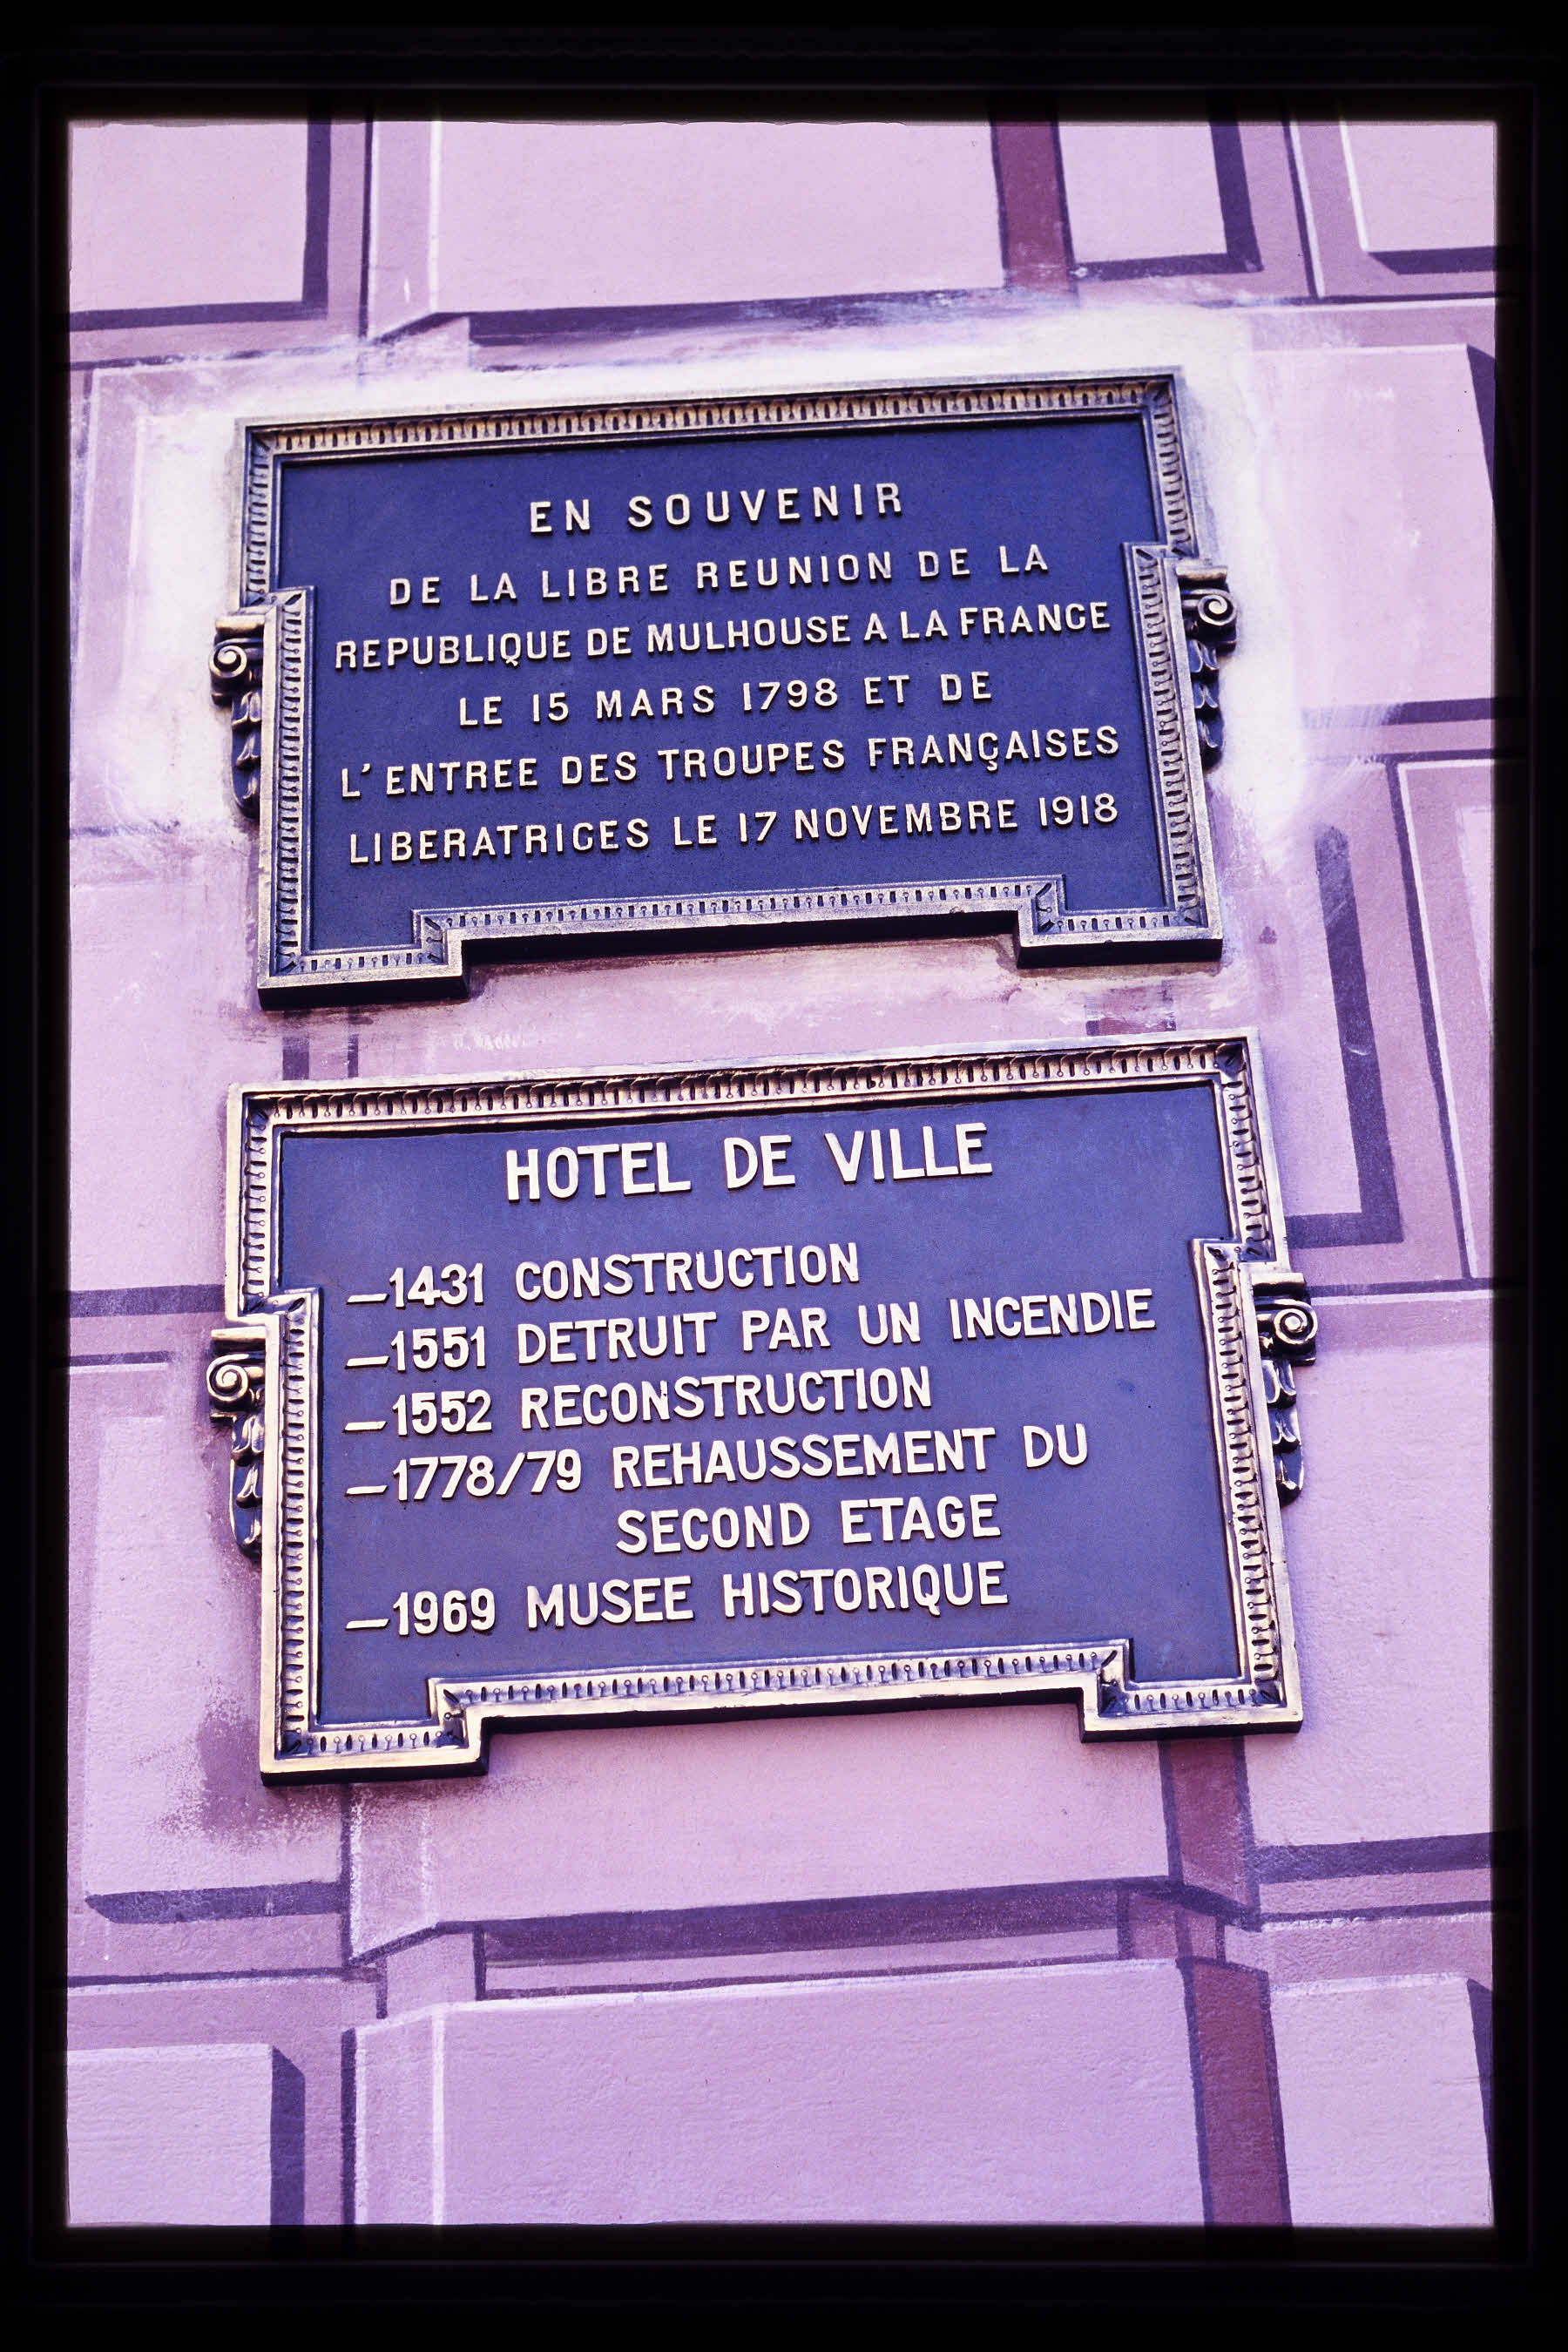 EN SOUVENIR
DE LA LIBRE REUNION DE LA
REPUBLIQUE DE MULHOUSE A LA FRANCE
LE 15 MARS 1798 ET DE
L'ENTREE DES TROUPES FRANÇAISES
LIBERATRICES LE 17 NOVEMBRE 1918
HOTEL DE VILLE
—1431 CONSTRUCTION
—1551 DETRUIT PAR UN INCENDIE
—1552 RECONSTRUCTION
—1778/79 REHAUSSEMENT DU
SECOND ETAGE
—1969 MUSEE HISTORIQUE